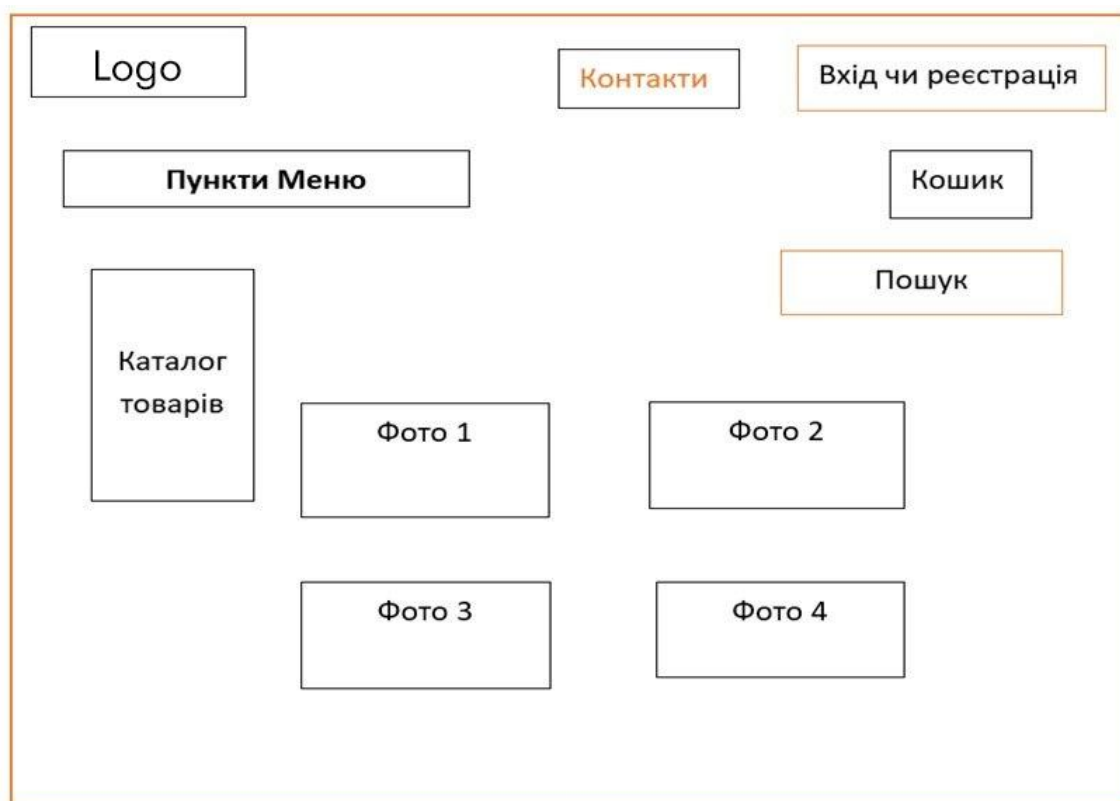 Logo
Контакти
Вхід чи реєстрація
Пункти Меню
Кошик
Пошук
Каталог
товарів
Фото 1
Фото 2
Фото 3
Фото 4